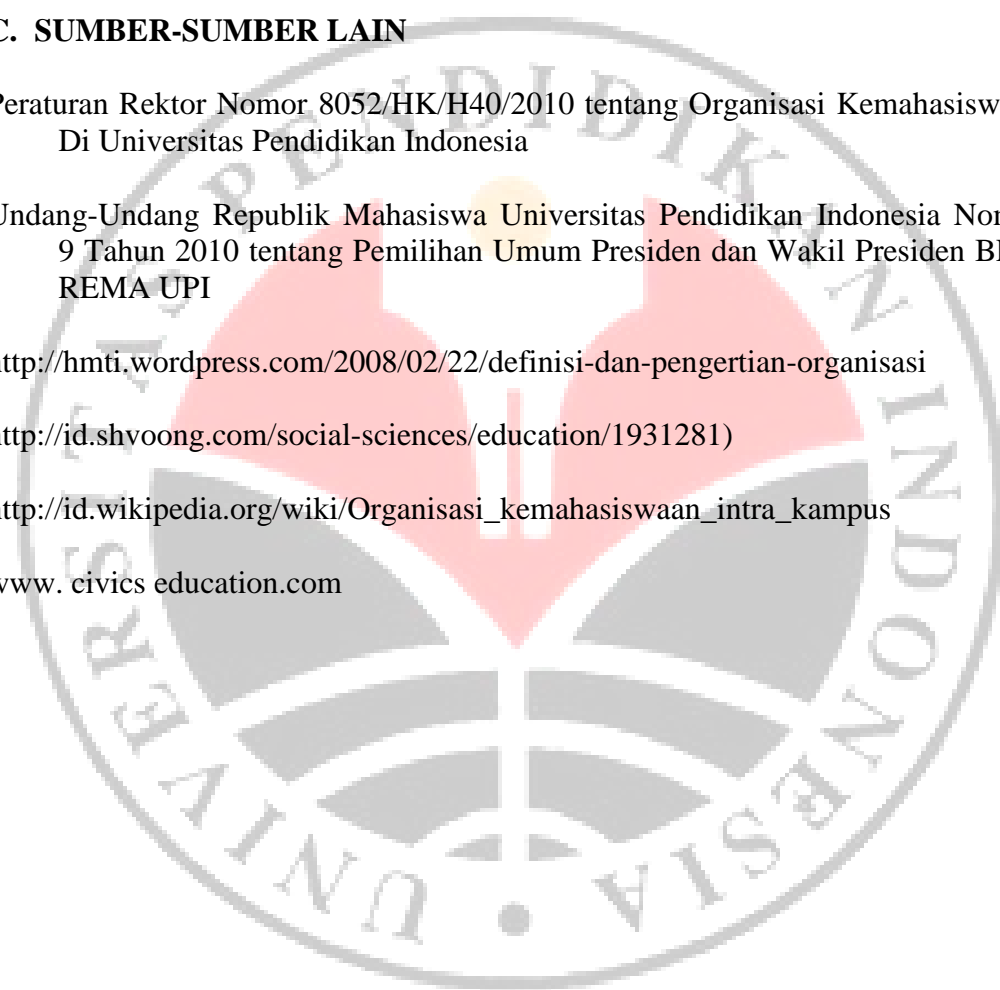 C. SUMBER-SUMBER LAIN
Peraturan Rektor Nomor 8052/HK/H40/2010 tentang Organisasi
Di Universitas Pendidikan Indonesia
Undang-Undang Republik Mahasiswa Universitas Pendidikan Indonesia
9 Tahun 2010 tentang Pemilihan Umum Presiden dan Wakil Presiden
REMA UPI
http://hmti.wordpress.com/2008/02/22/definisi-dan-pengertian-organisasi
http://id.shvoong.com/social-sciences/education/1931281)
http://id.wikipedia.org/wiki/Organisasi_kemahasiswaan_intra_kampus
www. civics education.com
UNIVERSITAS PENDIDIKAN INDONESIA